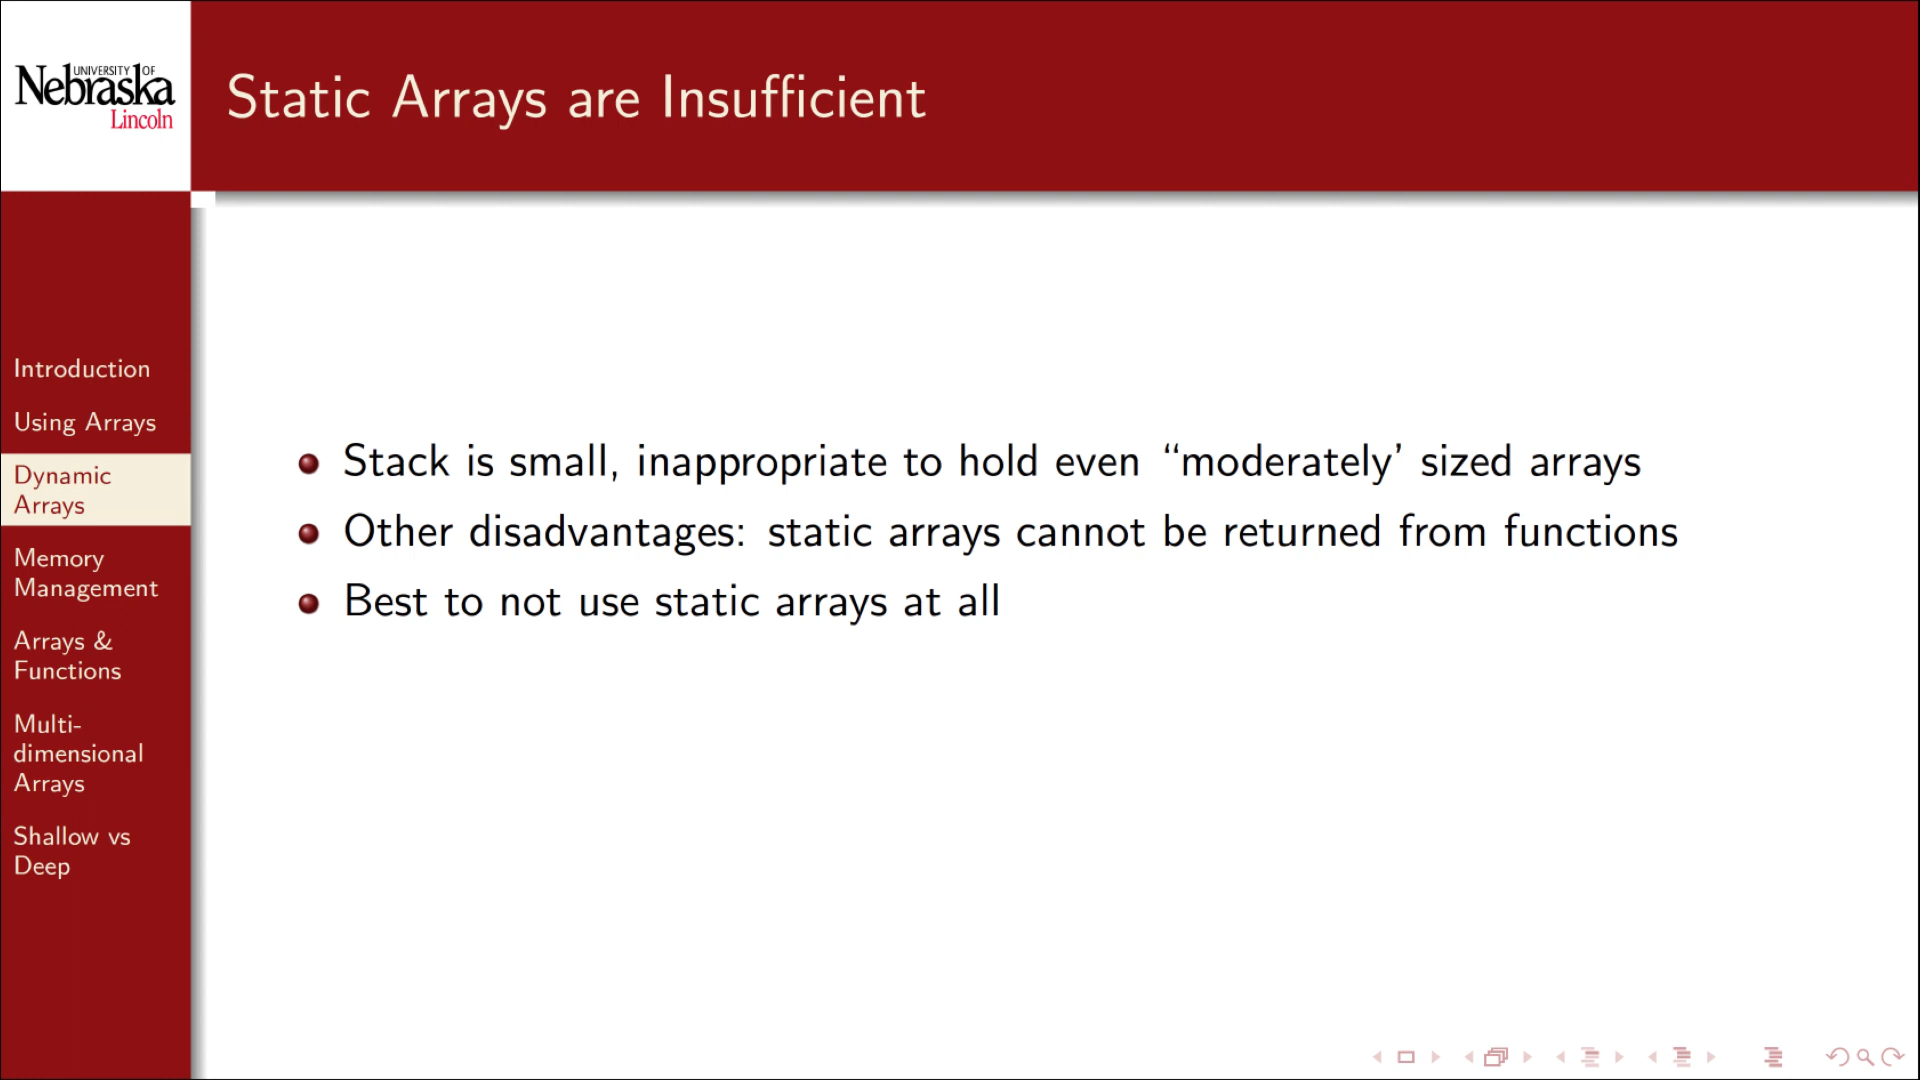 UNIVERSITY OF
Nebraska
Lincoln
Static Arrays are Insufficient
Introduction
Using Arrays
Dynamic
Arrays
Memory
Management
Arrays &
Functions
Multi-
dimensional
Arrays
Shallow vs
Deep
Stack is small, inappropriate to hold even “moderately’ sized arrays
Other disadvantages: static arrays cannot be returned from functions
Best to not use static arrays at all